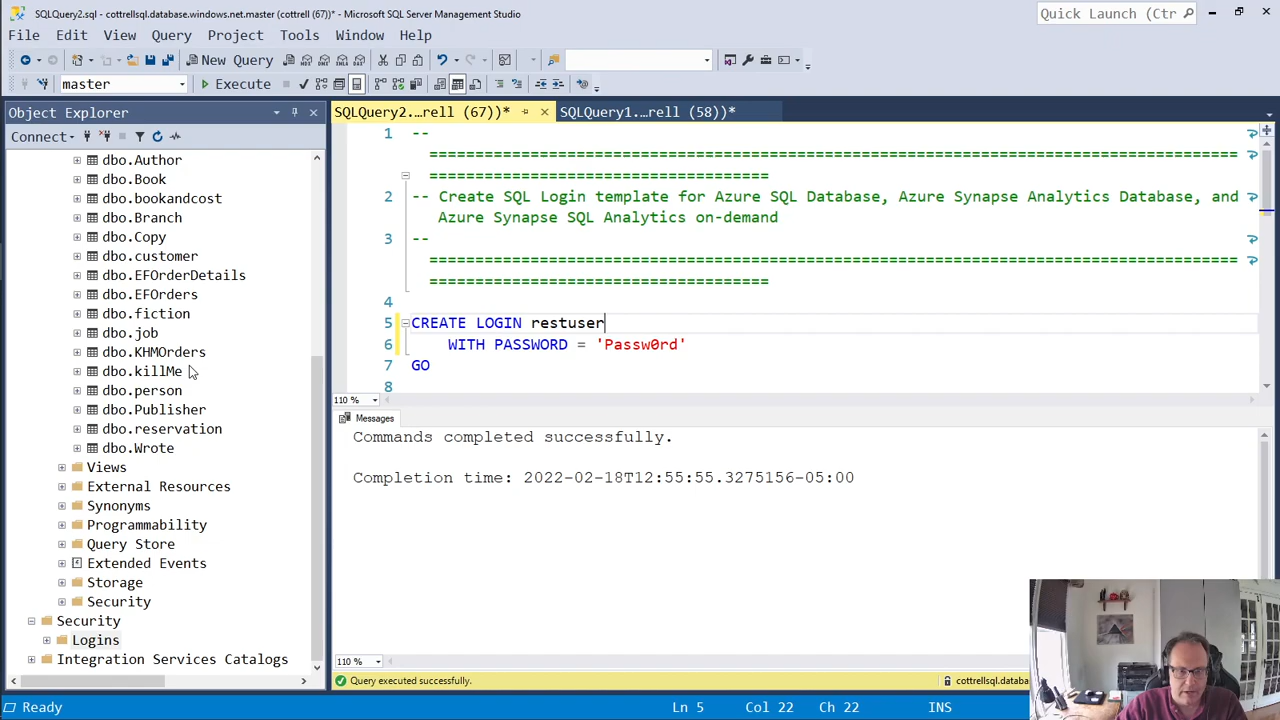 SQLQuery2.sql - cottrellsql.database.windows.net.master (cottrell (67))* - Microsoft SQL Server Management Studio
Quick Launch (Ctr
File Edit View Query Project Tools Window Help
New Query
master Execute
Object Explorer
SQLQuery2...rell (67))* SQLQuery1...rell (58))*
Connect
dbo.Author
dbo.Book
dbo.bookandcost
dbo.Branch
dbo.Copy
dbo.customer
dbo.EFOrderDetails
dbo.EFOrders
dbo.fiction
dbo.job
dbo.KHMOrders
dbo.killMe
dbo.person
dbo.Publisher
dbo.reservation
dbo.Wrote
Views
External Resources
Synonyms
Programmability
Query Store
Extended Events
Storage
Security
Security
Logins
Integration Services Catalogs
1 --
=======================================================================================
=====================================
2 -- Create SQL Login template for Azure SQL Database, Azure Synapse Analytics Database, and
Azure Synapse SQL Analytics on-demand
3 --
=======================================================================================
=====================================
4
5 CREATE LOGIN restuser
6 WITH PASSWORD = 'Passw0rd'
7 GO
8
110 %
Messages
Commands completed successfully.
Completion time: 2022-02-18T12:55:55.3275156-05:00
110 %
Query executed successfully. cottrellsql.databa
Ready Ln 5 Col 22 Ch 22 INS